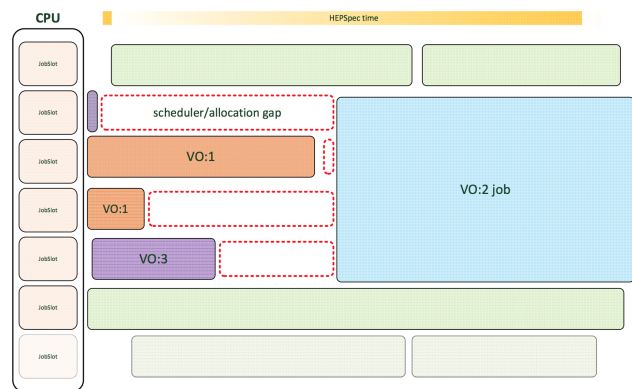 CPU
HEPSpec time
JobSlot
JobSlot
scheduler/allocation gap
JobSlot
VO:1
VO:2 job
JobSlot
VO:1
JobSlot
VO:3
JobSlot
JobSlot